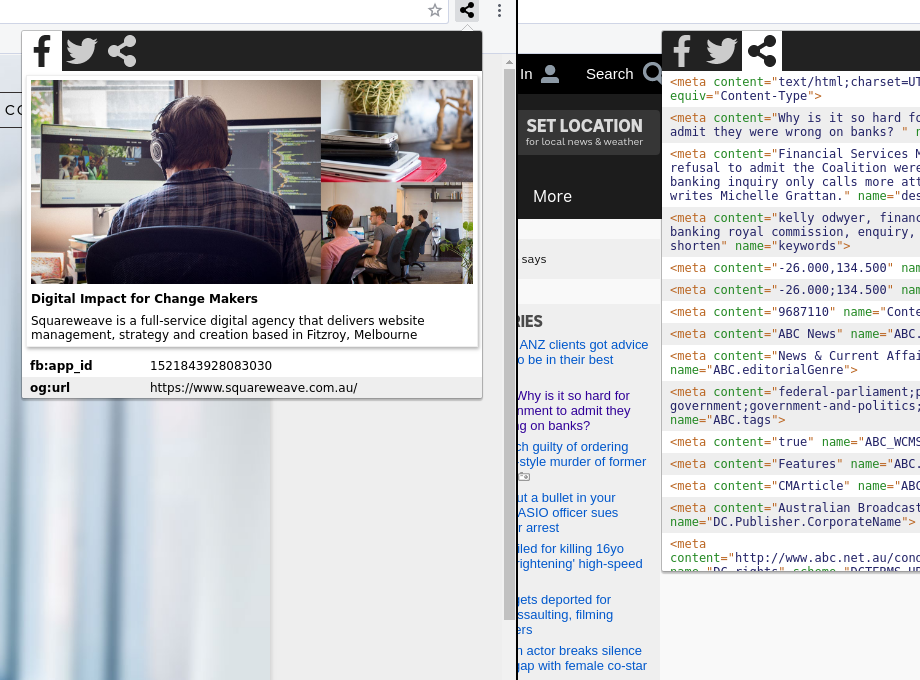 CO
Digital Impact for Change Makers
Squareweave is a full-service digital agency that delivers website
management, strategy and creation based in Fitzroy, Melbourne
fb:app_id 1521843928083030
og:url https://www.squareweave.com.au/
In Search
SET LOCATION
for local news & weather
More
says
RIES
ANZ clients got advice
o be in their best
Why is it so hard for
nment to admit they
g on banks?
ch guilty of ordering
-style murder of former
ut a bullet in your
ASIO officer sues
r arrest
iled for killing 16yo
rightening' high-speed
gets deported for
ssaulting, filming
ers
n actor breaks silence
gap with female co-star
<meta content="text/html;charset=UT
equiv="Content-Type">
<meta content="Why is it so hard fo
admit they were wrong on banks? " n
<meta content="Financial Services M
refusal to admit the Coalition were
banking inquiry only calls more att
writes Michelle Grattan." name="des
<meta content="kelly odwyer, financ
banking royal commission, enquiry,
shorten" name="keywords">
<meta content="-26.000,134.500" nam
<meta content="-26.000;134.500" nam
<meta content="9687110" name="Conte
<meta content="ABC News" name="ABC.
<meta content="News & Current Affai
name="ABC.editorialGenre">
<meta content="federal-parliament;p
government;government-and-politics;
name="ABC.tags">
<meta content="true" name="ABC_WCMS
<meta content="Features" name="ABC.
<meta content="CMArticle" name="ABC
<meta content="Australian Broadcast
name="DC.Publisher.CorporateName">
<meta
content="http://www.abc.net.au/cond
name="DC.rights" scheme="DCTERMS.UR